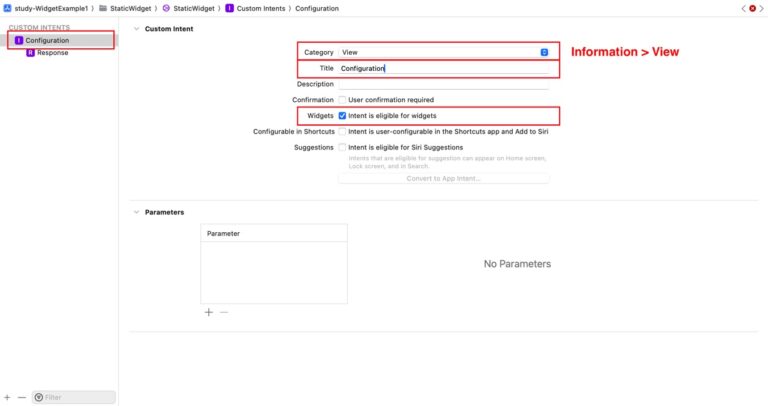 study-WidgetExample1 〉 StaticWidget 〉 StaticWidget 〉 I Custom Intents 〉 Configuration
CUSTOM INTENTS
I Configuration
R Response
Custom Intent
Category View
Information > View
Title Configuration
Description
Confirmation User confirmation required
Widgets Intent is eligible for widgets
Configurable in Shortcuts Intent is user-configurable in the Shortcuts app and Add to Siri
Suggestions Intent is eligible for Siri Suggestions
Intents that are eligible for suggestion can appear on Home screen,
Lock screen, and in Search.
Convert to App Intent...
Parameters
Parameter
No Parameters
Filter